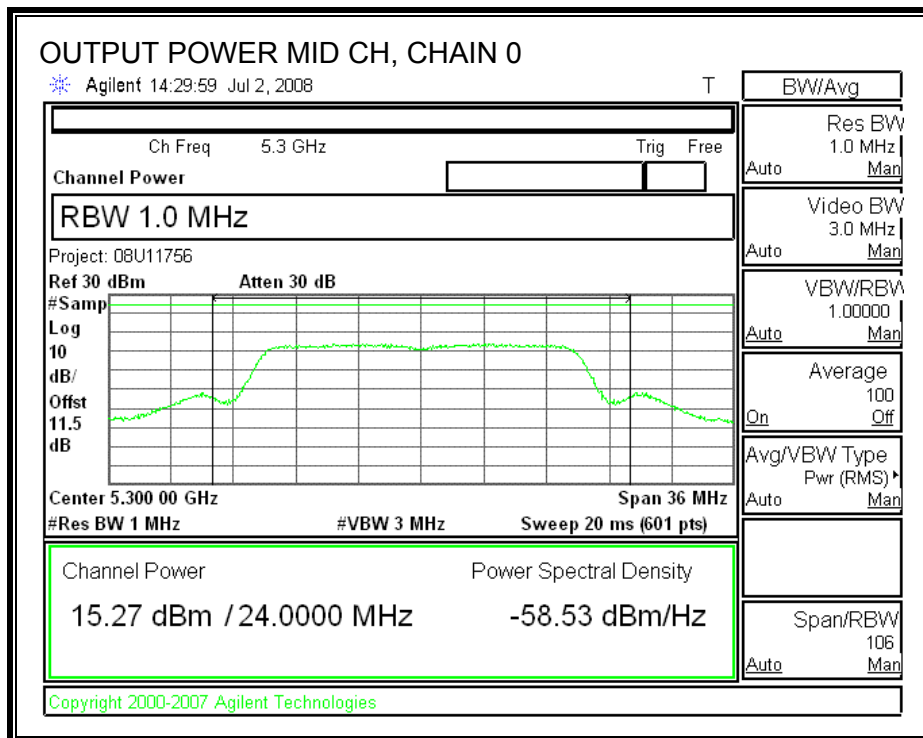 OUTPUT POWER MID CH, CHAIN 0
Agilent 14:29:59 Jul 2, 2008 T
BW/Avg
Ch Freq 5.3 GHz Trig Free
Channel Power
RBW 1.0 MHz
Project: 08U11756
Ref 30 dBm Atten 30 dB
#Samp
Log
10
dB/
Offst
11.5
dB
Center 5.300 00 GHz Span 36 MHz
#Res BW 1 MHz #VBW 3 MHz Sweep 20 ms (601 pts)
Channel Power Power Spectral Density
15.27 dBm / 24.0000 MHz -58.53 dBm/Hz
Copyright 2000-2007 Agilent Technologies
Res BW
1.0 MHz
Auto Man
Video BW
3.0 MHz
Auto Man
VBW/RBW
1.00000
Auto Man
Average
100
On Off
Avg/VBW Type
Pwr (RMS)
Auto Man
Span/RBW
106
Auto Man